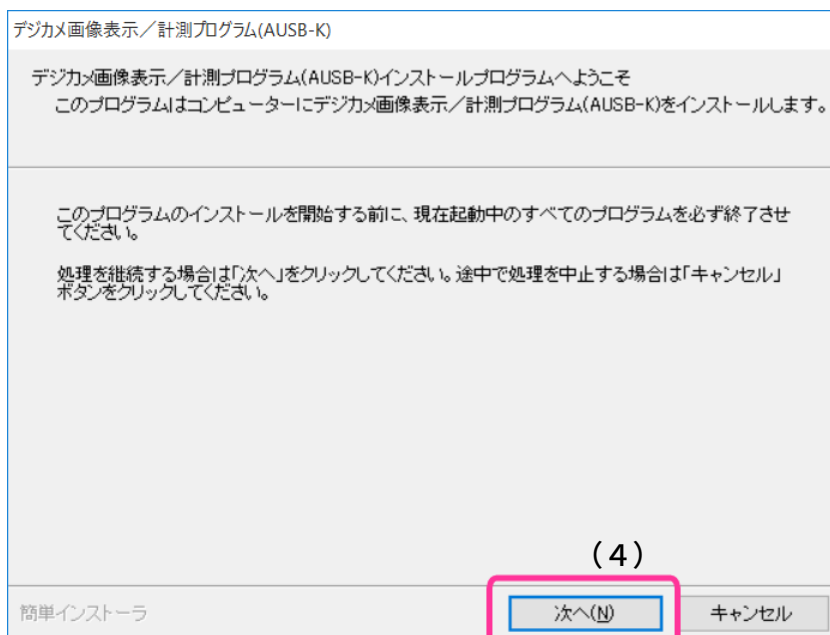 デジカメ画像表示／計測プログラム(AUSB-K)
デジカメ画像表示／計測プログラム(AUSB-K)インストールプログラムへようこそ
このプログラムはコンピューターにデジカメ画像表示／計測プログラム(AUSB-K)をインストールします。
このプログラムのインストールを開始する前に、現在起動中のすべてのプログラムを必ず終了させ
てください。
処理を継続する場合は「次へ」をクリックしてください。途中で処理を中止する場合は「キャンセル」
ボタンをクリックしてください。
（４）
簡単インストーラ
次へ(N)
キャンセル